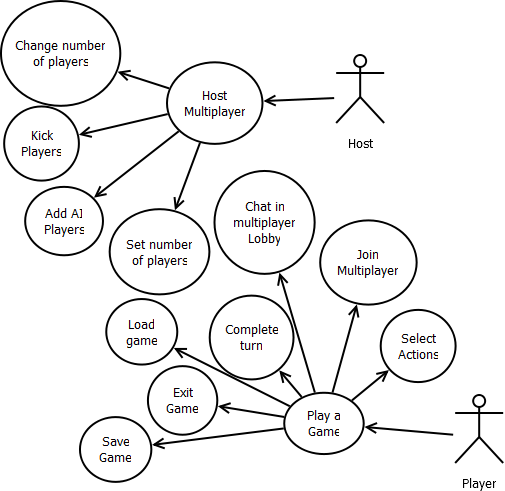 Change number
of players
Host
Multiplayer
Host
Kick
Players
Add AI
Players
Set number
of players
Chat in
multiplayer
Lobby
Join
Multiplayer
Load
game
Complete
turn
Select
Actions
Exit
Game
Play a
Game
Save
Game
Player